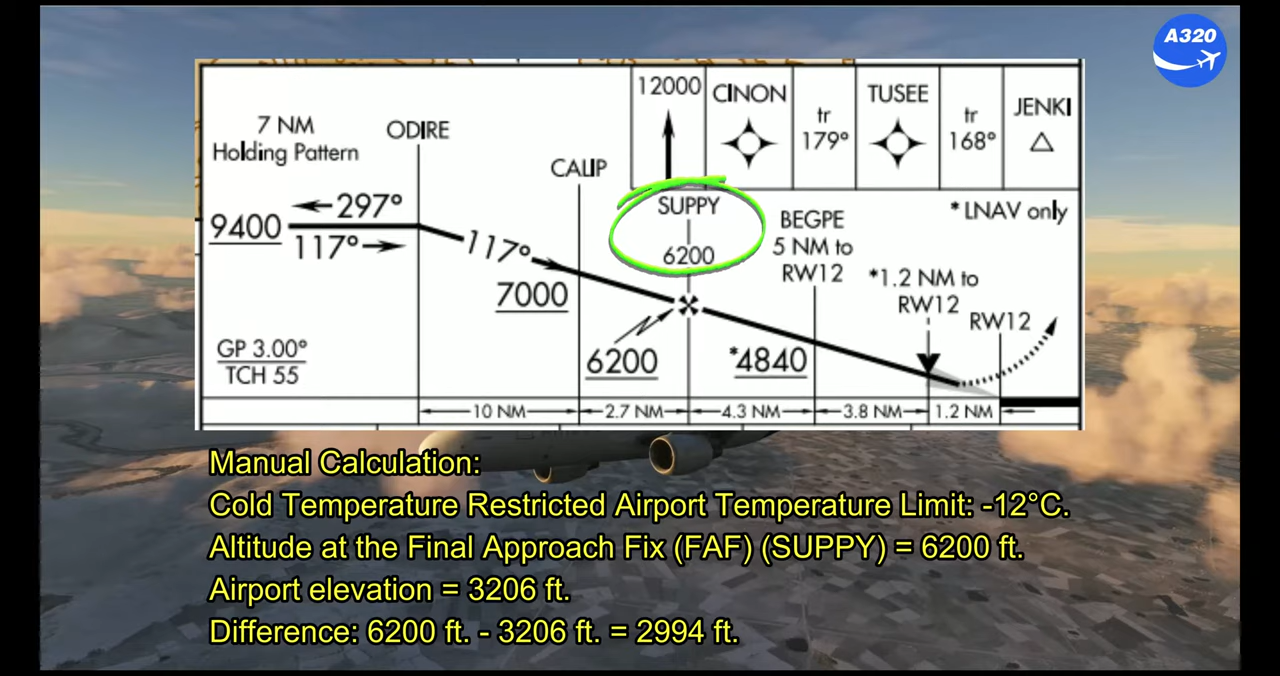 A320
12000
CINON
tr
179°
TUSEE
tr
168°
JENKI
7 NM
Holding Pattern
ODIRE
CALIP
SUPPY
6200
BEGPE
5 NM to
RW12
* LNAV only
9400
297°
117°
117°
7000
*1.2 NM to
RW12
RW12
GP 3.00°
TCH 55
6200
*4840
10 NM
2.7 NM
4.3 NM
3.8 NM
1.2 NM
Manual Calculation:
Cold Temperature Restricted Airport Temperature Limit: -12°C.
Altitude at the Final Approach Fix (FAF) (SUPPY) = 6200 ft.
Airport elevation = 3206 ft.
Difference: 6200 ft. - 3206 ft. = 2994 ft.